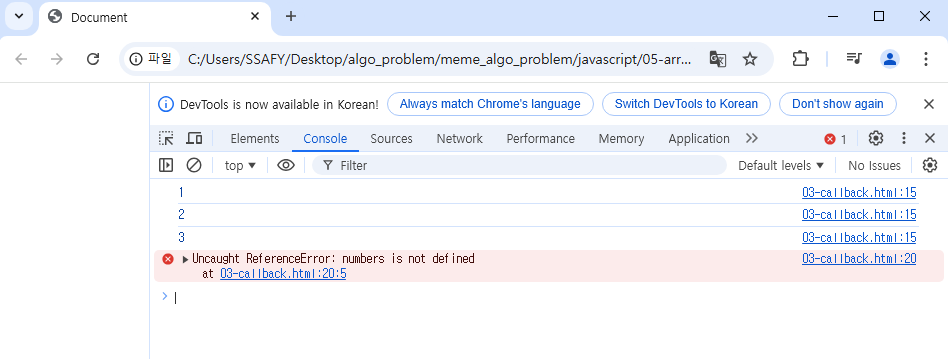 Document
파일
C:/Users/SSAFY/Desktop/algo_problem/meme_algo_problem/javascript/05-arr...
DevTools is now available in Korean! Always match Chrome's language Switch DevTools to Korean Don't show again
Elements Console Sources Network Performance Memory Application 1
top Filter Default levels No Issues
1 03-callback.html:15
2 03-callback.html:15
3 03-callback.html:15
Uncaught ReferenceError: numbers is not defined 03-callback.html:20
at 03-callback.html:20:5